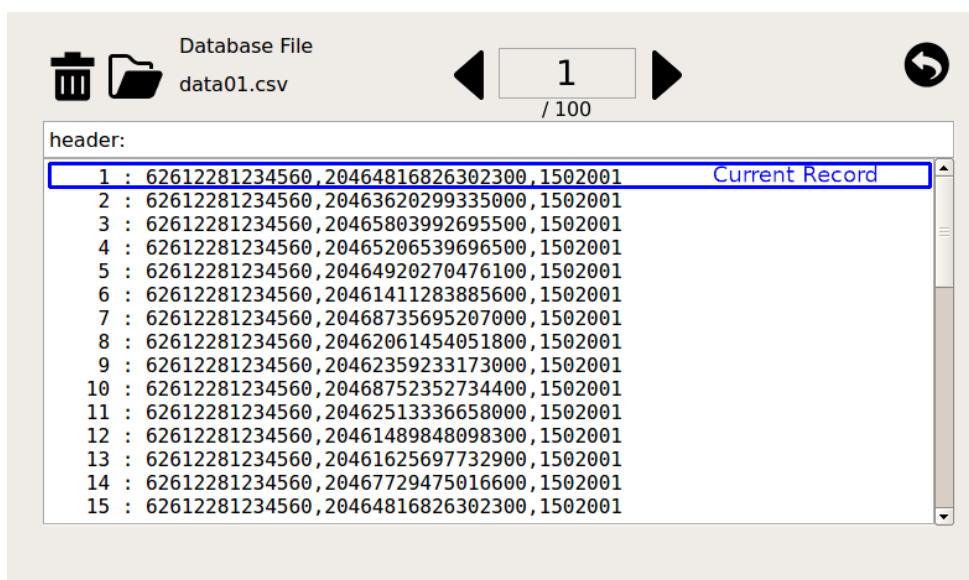 Database File
data01.csv
1
/ 100
header:
1 : 62612281234560,20464816826302300,1502001 Current Record
2 : 62612281234560,20463620299335000,1502001
3 : 62612281234560,20465803992695500,1502001
4 : 62612281234560,20465206539696500,1502001
5 : 62612281234560,20464920270476100,1502001
6 : 62612281234560,20461411283885600,1502001
7 : 62612281234560,20468735695207000,1502001
8 : 62612281234560,20462061454051800,1502001
9 : 62612281234560,20462359233173000,1502001
10 : 62612281234560,20468752352734400,1502001
11 : 62612281234560,20462513336658000,1502001
12 : 62612281234560,20461489848098300,1502001
13 : 62612281234560,20461625697732900,1502001
14 : 62612281234560,20467729475016600,1502001
15 : 62612281234560,20464816826302300,1502001